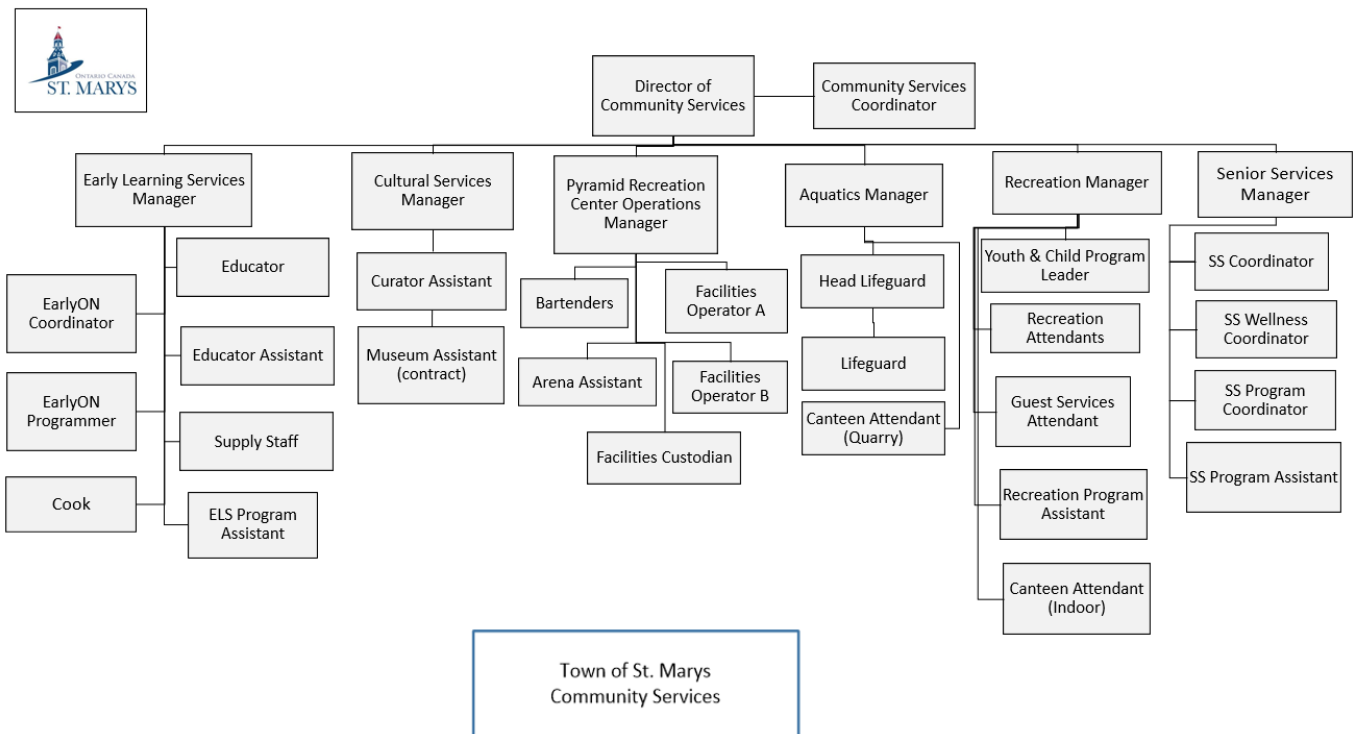 ONTARIO CANADA
ST. MARYS
Director of
Community Services
Community Services
Coordinator
Early Learning Services
Manager
Cultural Services
Manager
Pyramid Recreation
Center Operations
Manager
Aquatics Manager
Recreation Manager
Senior Services
Manager
Educator
EarlyON
Coordinator
Educator Assistant
EarlyON
Programmer
Supply Staff
Cook
ELS Program
Assistant
Curator Assistant
Museum Assistant
(contract)
Bartenders
Facilities
Operator A
Arena Assistant
Facilities
Operator B
Facilities Custodian
Head Lifeguard
Lifeguard
Canteen Attendant
(Quarry)
Youth & Child Program
Leader
Recreation
Attendants
Guest Services
Attendant
Recreation Program
Assistant
Canteen Attendant
(Indoor)
SS Coordinator
SS Wellness
Coordinator
SS Program
Coordinator
SS Program Assistant
Town of St. Marys
Community Services